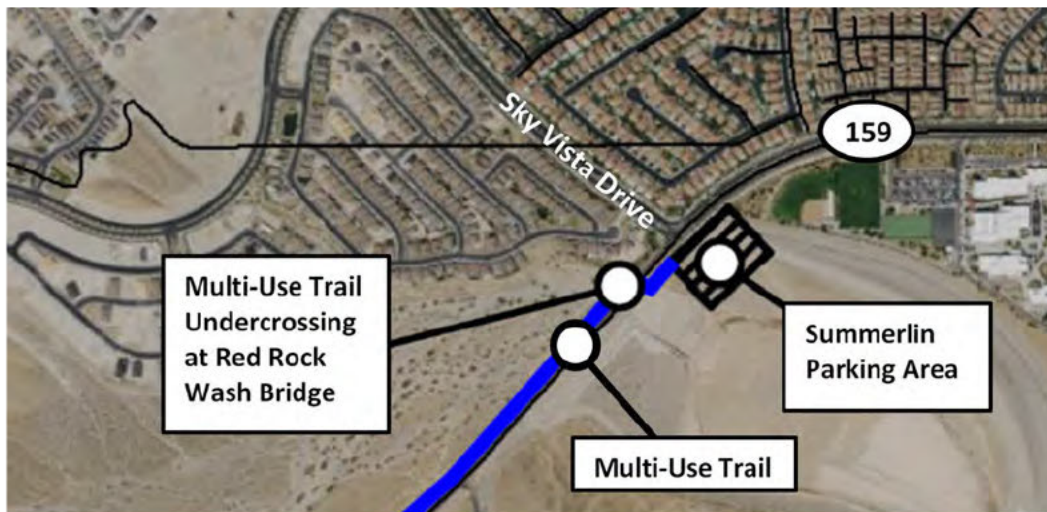 Sky Vista Drive
159
Multi-Use Trail
Undercrossing
at Red Rock
Wash Bridge
Summerlin
Parking Area
Multi-Use Trail